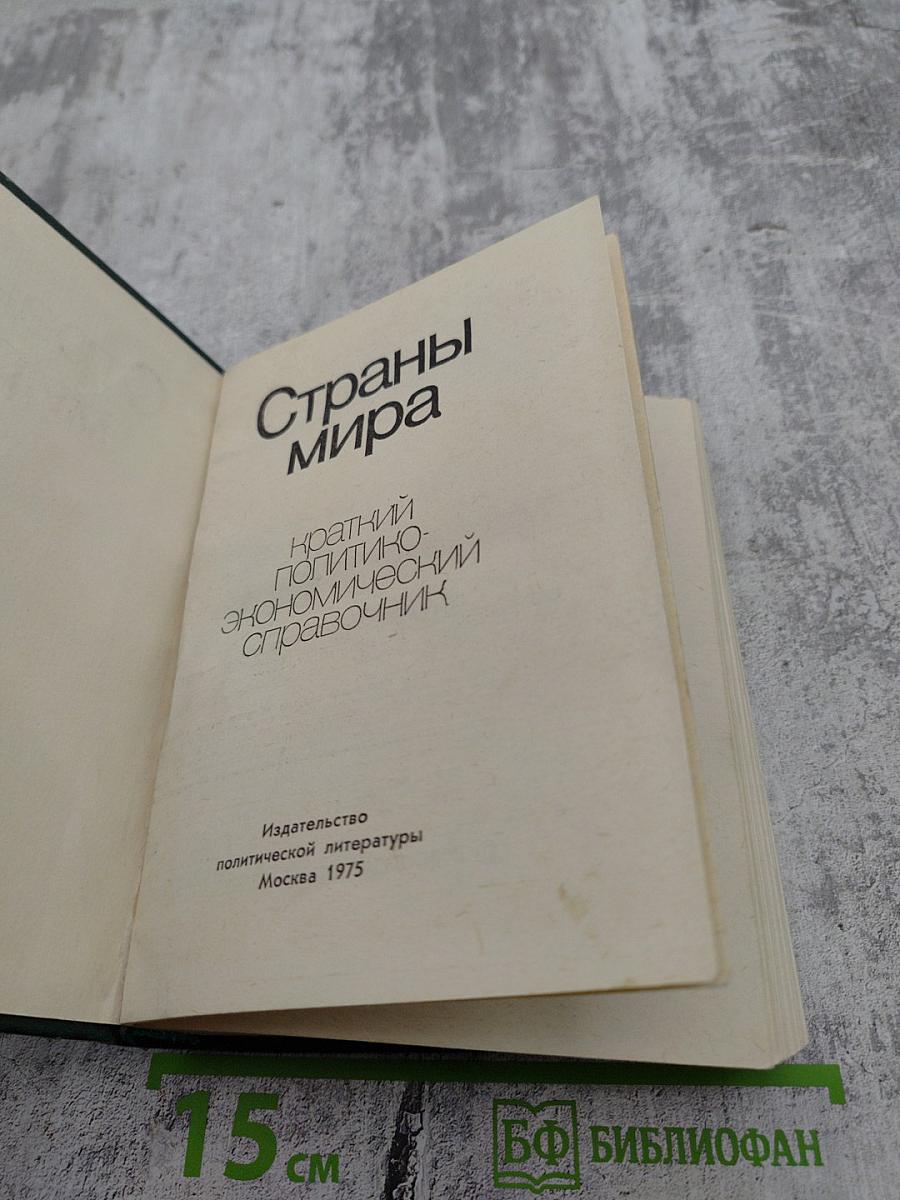 Страны
мира
краткий
политико-
экономический
справочник
Издательство
политической литературы
Москва 1975
15 см
БФ БИБЛИОФАН